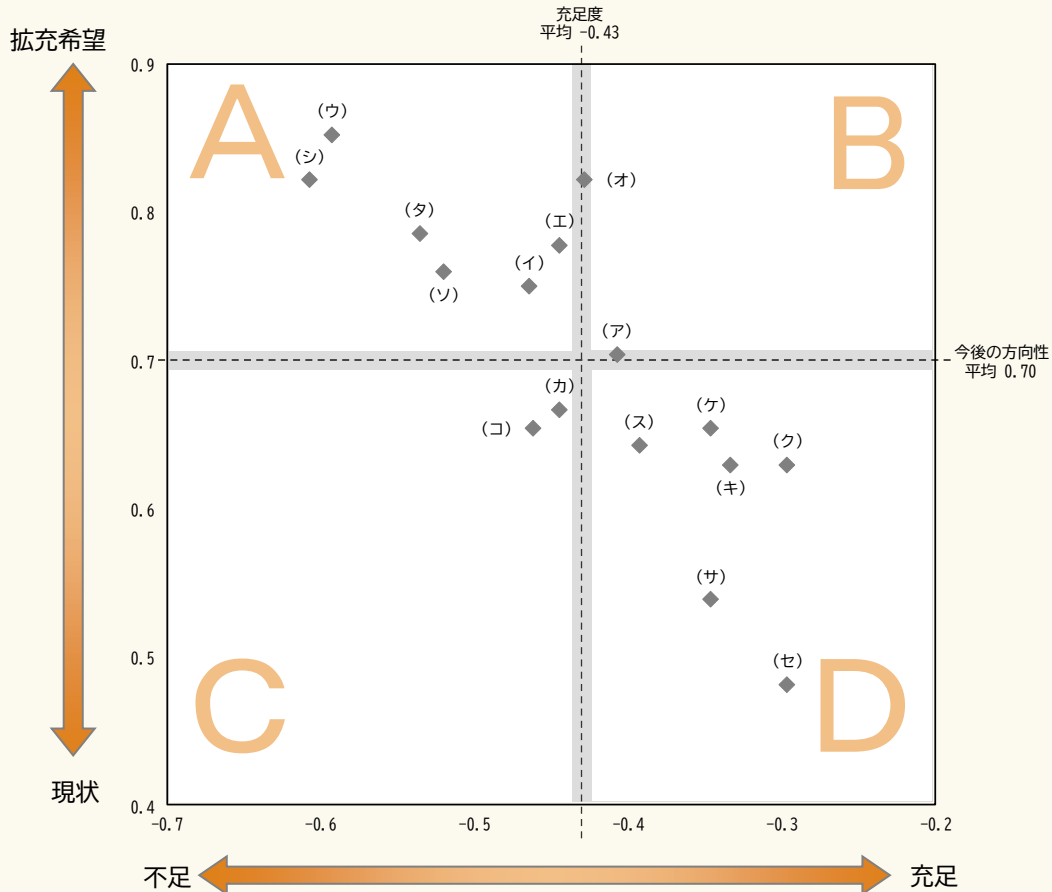 充足度
平均 -0.43
拡充希望
0.9
A
B
(ウ)
(シ)
(オ)
(タ)
0.8
(エ)
(イ)
(ソ)
(ア)
0.7
今後の方向性
平均 0.70
(カ)
(コ)
(ス)
(ケ)
(ク)
(キ)
0.6
(サ)
0.5
(セ)
C
D
現状
0.4
-0.7
-0.6
-0.5
-0.4
-0.3
-0.2
不足
充足